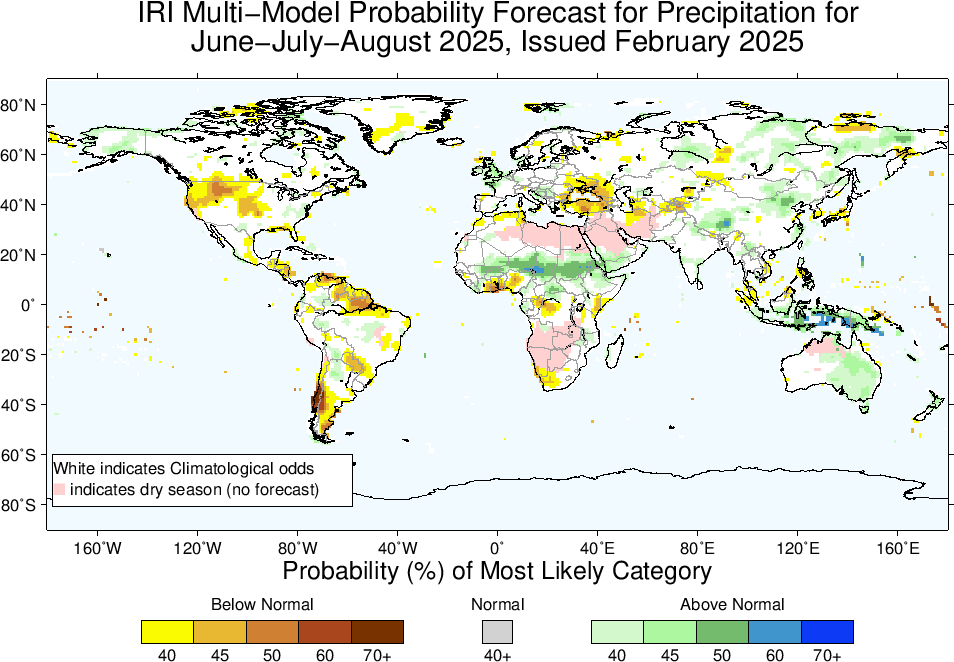 IRI Multi−Model Probability Forecast for Precipitation for
June−July−August 2025, Issued February 2025
80˚N
60˚N
40˚N
20˚N
0˚
20˚S
40˚S
60˚S
80˚S
White indicates Climatological odds
indicates dry season (no forecast)
160˚W 120˚W 80˚W 40˚W 0˚ 40˚E 80˚E 120˚E 160˚E
Probability (%) of Most Likely Category
Below Normal Normal Above Normal
40 45 50 60 70+ 40+ 40 45 50 60 70+